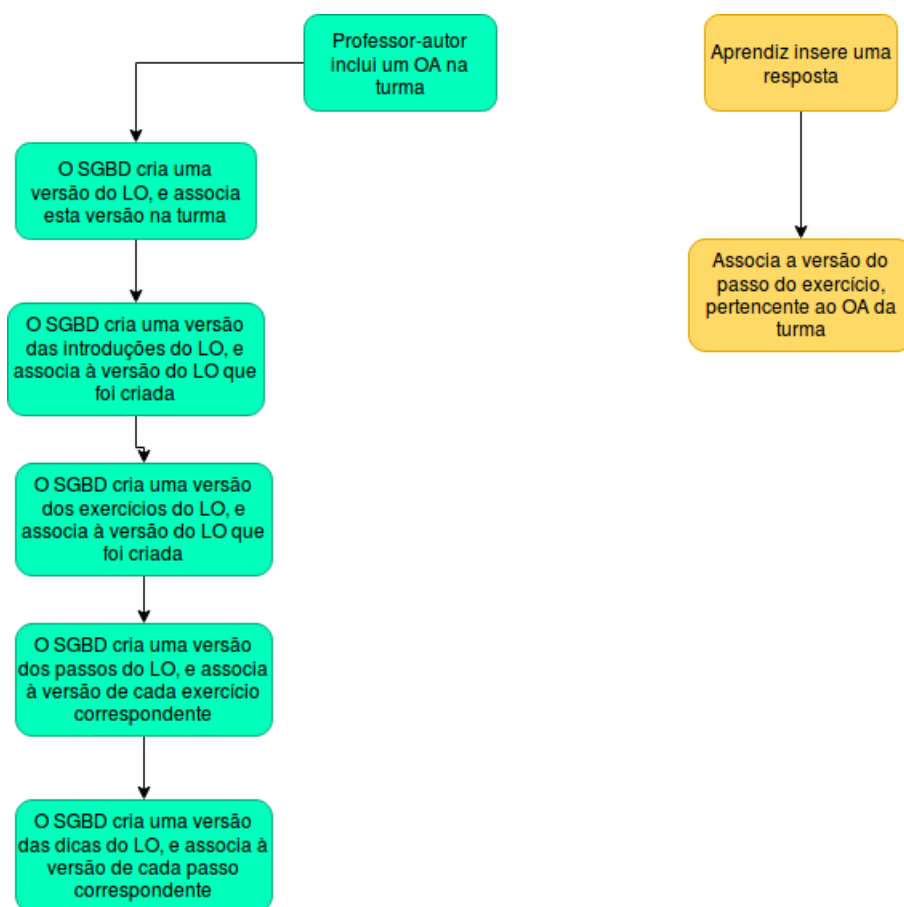 Professor-autor
inclui um OA na
turma
O SGBD cria uma
versão do LO, e associa
esta versão na turma
O SGBD cria uma versão
das introduções do LO, e
associa à versão do LO que
foi criada
O SGBD cria uma versão
dos exercícios do LO, e
associa à versão do LO que
foi criada
O SGBD cria uma versão
dos passos do LO, e associa
à versão de cada exercício
correspondente
O SGBD cria uma versão
das dicas do LO, e associa à
versão de cada passo
correspondente
Aprendiz insere uma
resposta
Associa a versão do
passo do exercício,
pertencente ao OA da
turma